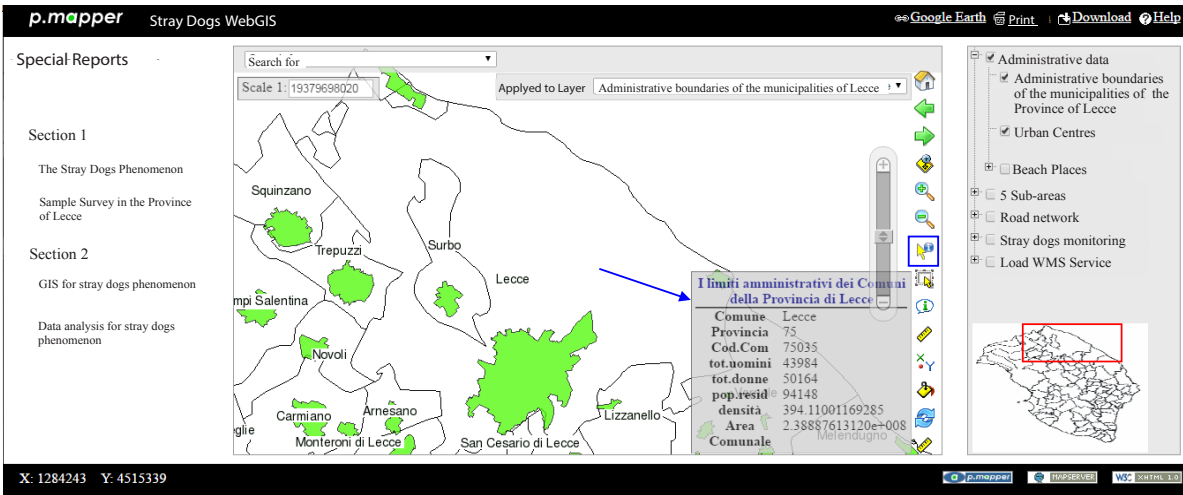 p.mapper
Stray Dogs WebGIS
Google Earth
Print
Download
Help
Special Reports
Section 1
The Stray Dogs Phenomenon
Sample Survey in the Province
of Lecce
Section 2
GIS for stray dogs phenomenon
Data analysis for stray dogs
phenomenon
Search for
Scale 1: 19379698020
Applyed to Layer
Administrative boundaries of the municipalities of Lecce
Squinzano
Trepuzzi
Surbo
Lecce
mpi Salentina
Novoli
Carmiano
Arnesano
glie
Monteroni di Lecce
San Cesario di Lecce
Lizzanello
Melendugno
I limiti amministrativi dei Comuni
della Provincia di Lecce
Comune Lecce
Provincia 75
Cod.Com 75035
tot.uomini 43984
tot.donne 50164
pop.resid 94148
densità 394.11001169285
Area 2.38887613120e+008
Comunale
Administrative data
Administrative boundaries
of the municipalities of the
Province of Lecce
Urban Centres
Beach Places
5 Sub-areas
Road network
Stray dogs monitoring
Load WMS Service
X: 1284243 Y: 4515339
p.mapper
MAPSERVER
W3C XHTML 1.0